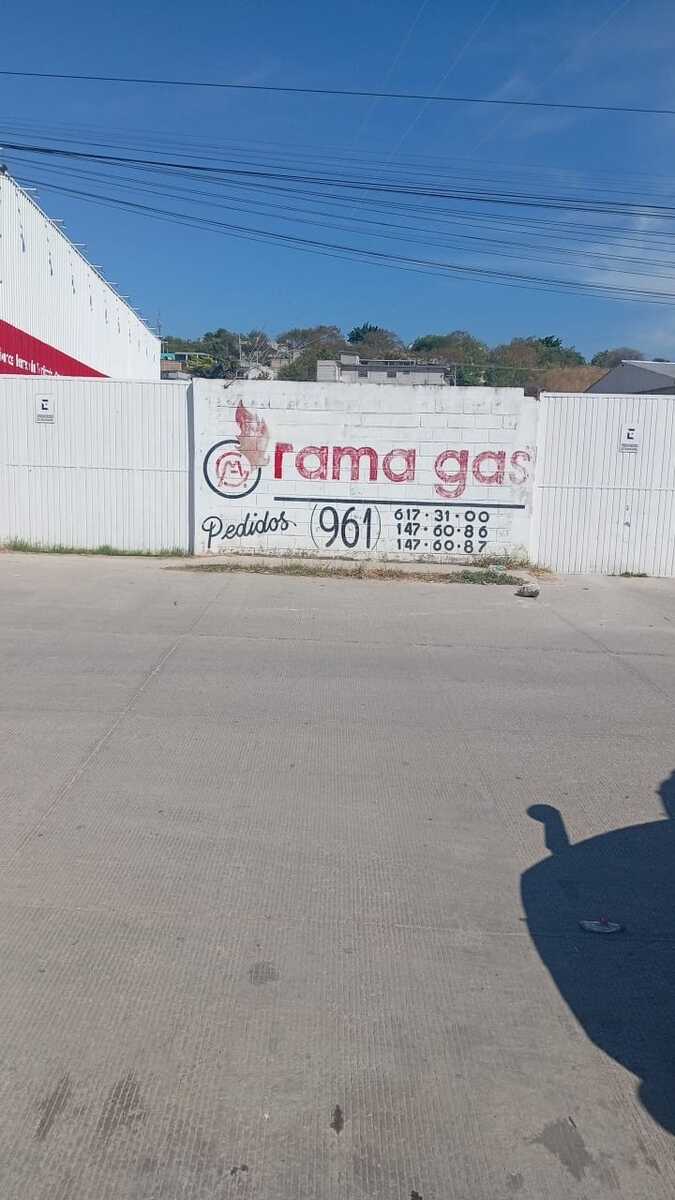 rama gas
Pedidos (961) 617·31·00
147·60·86
147·60·87
E
E